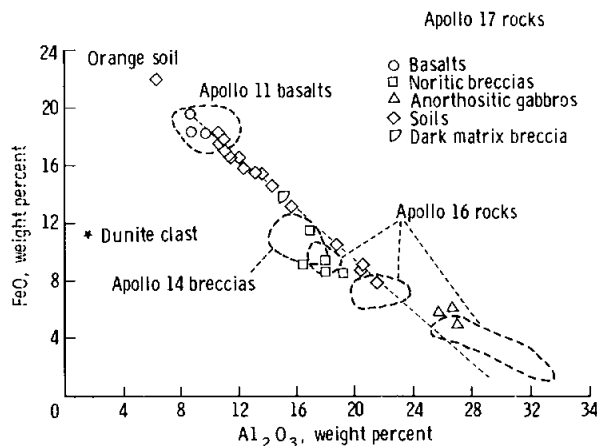 Apollo 17 rocks
24
Orange soil
20
Apollo 11 basalts
Basalts
Noritic breccias
Anorthositic gabbros
Soils
Dark matrix breccia
16
12
Dunite clast
Apollo 16 rocks
8
Apollo 14 breccias
4
0
4
8
12
16
20
24
28
32
34
FeO, weight percent
Al₂O₃, weight percent